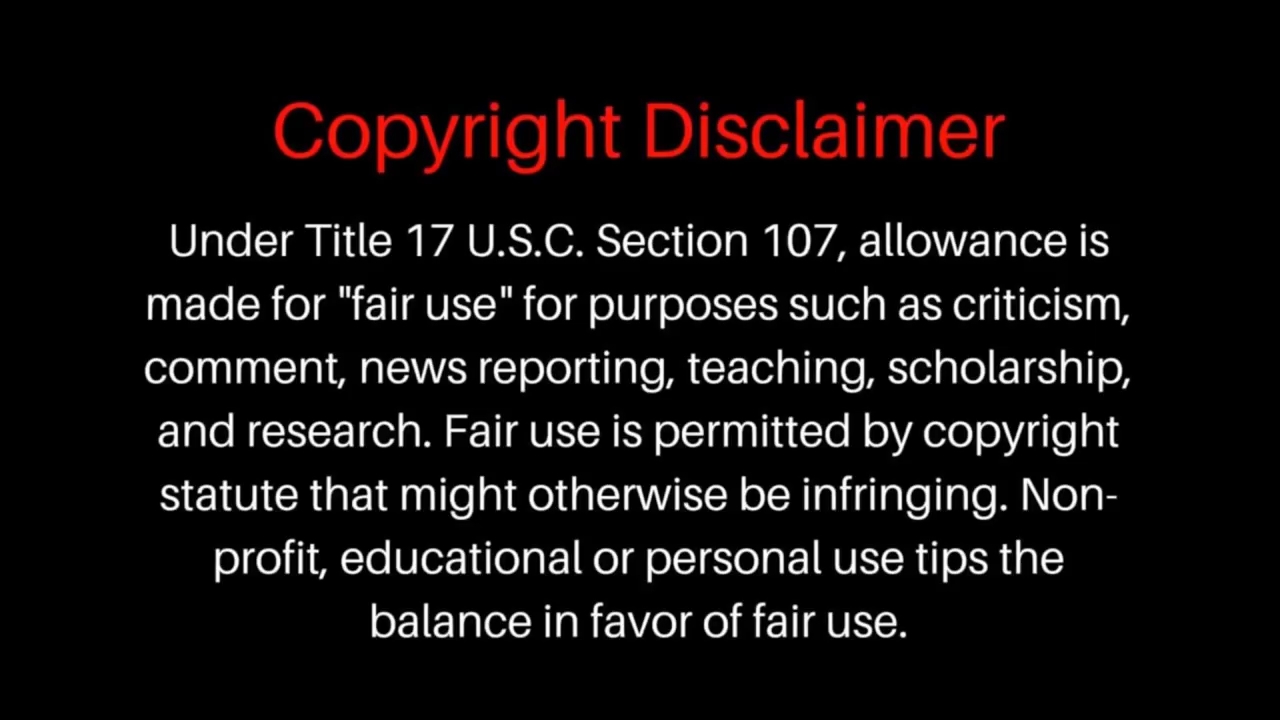 Copyright Disclaimer
Under Title 17 U.S.C. Section 107, allowance is
made for "fair use" for purposes such as criticism,
comment, news reporting, teaching, scholarship,
and research. Fair use is permitted by copyright
statute that might otherwise be infringing. Non-
profit, educational or personal use tips the
balance in favor of fair use.